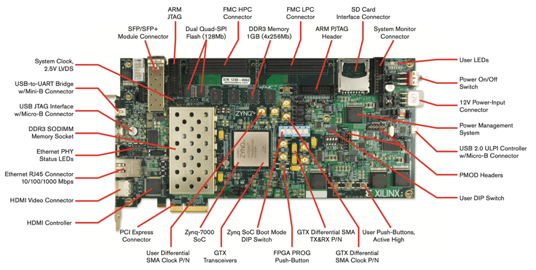 ARM
JTAG
SFP/SFP+
Module Connector
Dual Quad-SPI
Flash (128Mb)
FMC HPC
Connector
DDR3 Memory
1GB (4x256Mb)
FMC LPC
Connector
ARM PJTAG
Header
SD Card
Interface Connector
System Monitor
Connector
System Clock,
2.5V LVDS
USB-to-UART Bridge
w/Mini-B Connector
USB JTAG Interface
w/Micro-B Connector
DDR3 SODIMM
Memory Socket
Ethernet PHY
Status LEDs
Ethernet RJ45 Connector
10/100/1000 Mbps
HDMI Video Connector
HDMI Controller
User LEDs
Power On/Off
Switch
12V Power-Input
Connector
Power Management
System
USB 2.0 ULPI Controller
w/Micro-B Connector
PMOD Headers
User DIP Switch
ZYNQ
ZYNQ
XILINX
PCI Express
Connector
User Differential
SMA Clock P/N
Zynq-7000
SoC
GTX
Transceivers
Zynq SoC Boot Mode
DIP Switch
FPGA PROG
Push-Button
GTX Differential SMA
TX&RX P/N
GTX Differential
SMA Clock P/N
User Push-Buttons,
Active High